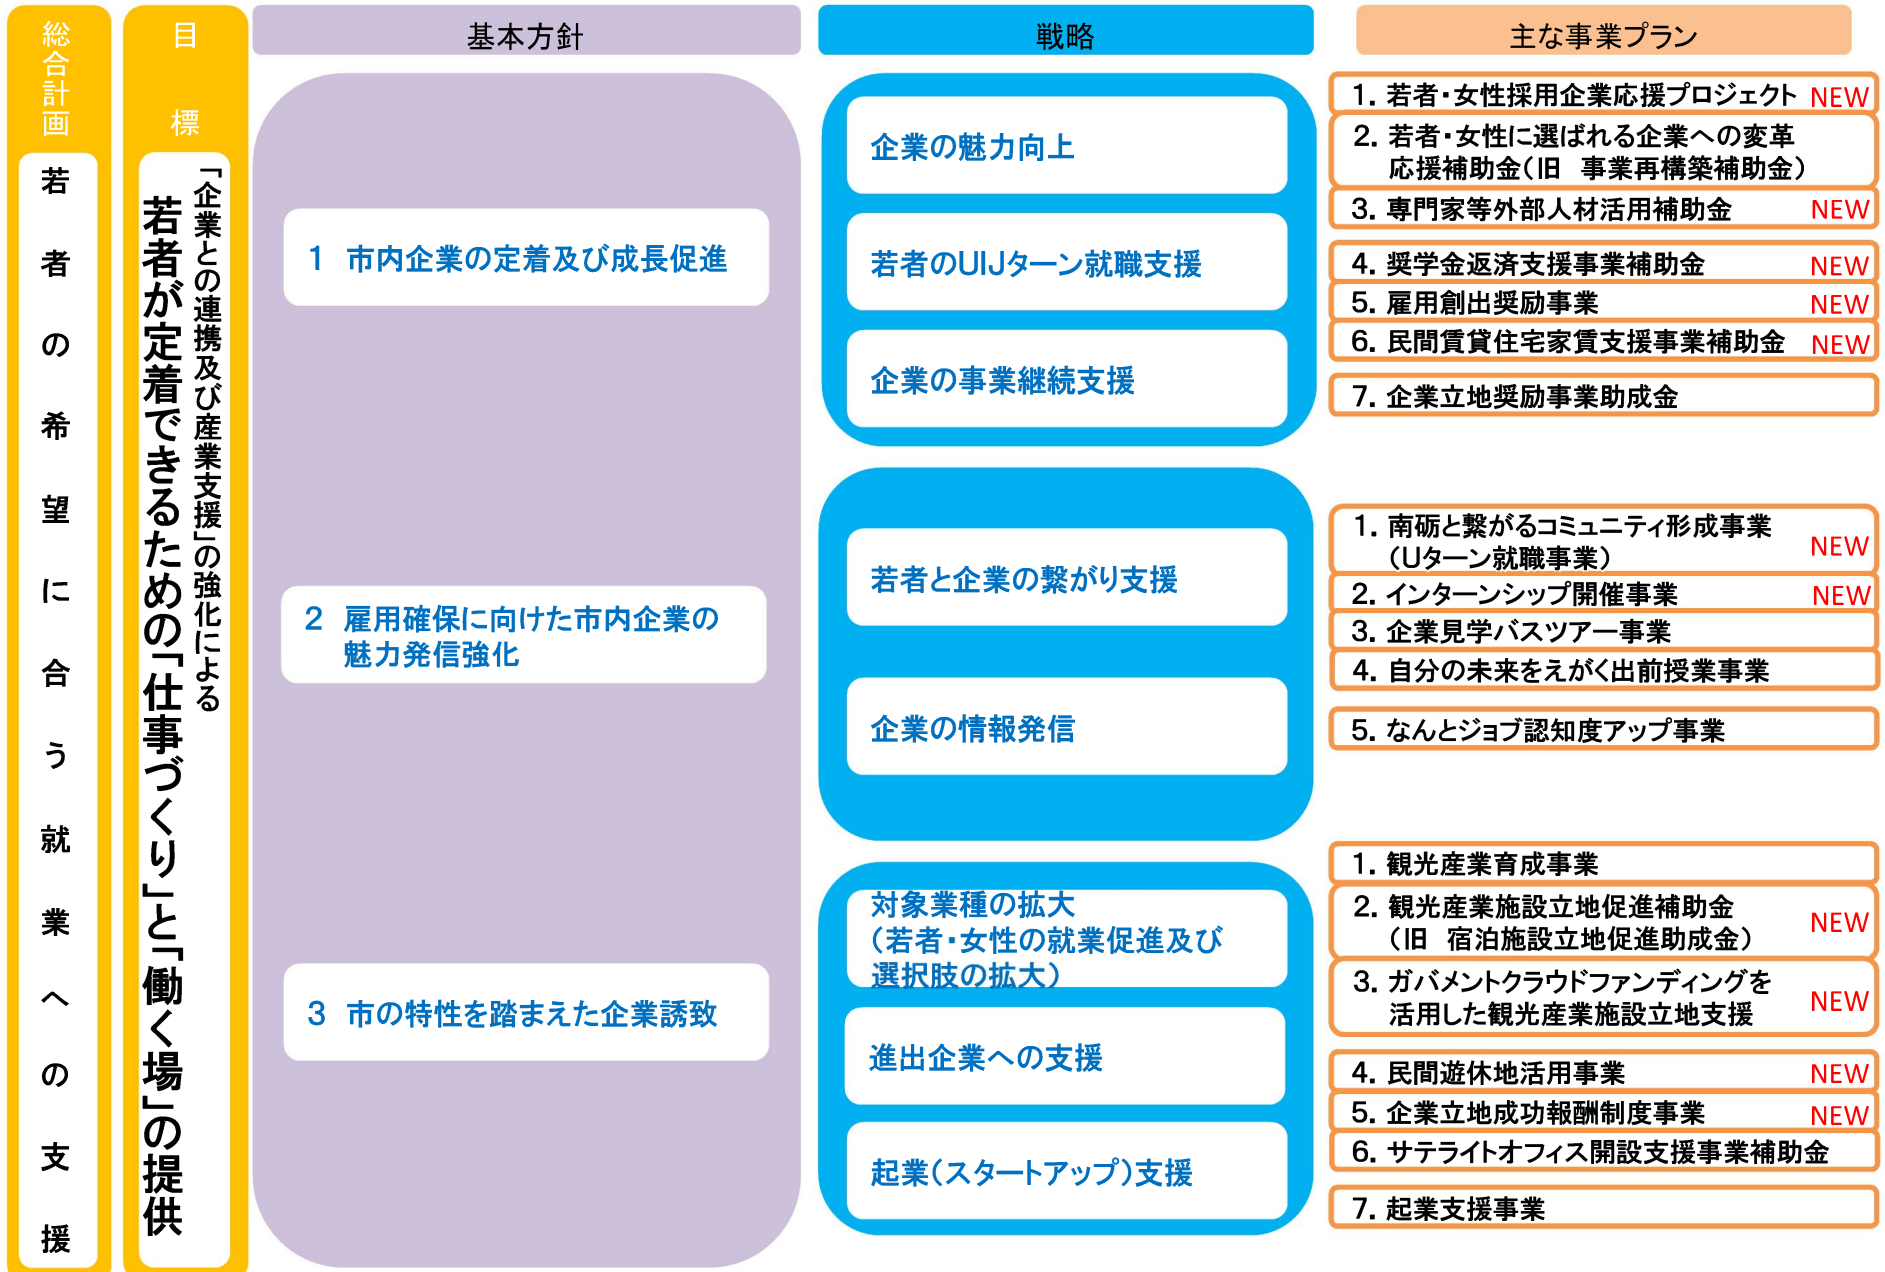 総合計画
若者の希望に合う就業への支援
目標
「企業との連携及び産業支援」の強化による
若者が定着できるための「仕事づくり」と「働く場」の提供
基本方針
1 市内企業の定着及び成長促進
2 雇用確保に向けた市内企業の
魅力発信強化
3 市の特性を踏まえた企業誘致
戦略
企業の魅力向上
若者のUIJターン就職支援
企業の事業継続支援
若者と企業の繋がり支援
企業の情報発信
対象業種の拡大
（若者・女性の就業促進及び
選択肢の拡大）
進出企業への支援
起業（スタートアップ）支援
主な事業プラン
1. 若者・女性採用企業応援プロジェクト NEW
2. 若者・女性に選ばれる企業への変革
応援補助金（旧 事業再構築補助金）
3. 専門家等外部人材活用補助金 NEW
4. 奨学金返済支援事業補助金 NEW
5. 雇用創出奨励事業 NEW
6. 民間賃貸住宅家賃支援事業補助金 NEW
7. 企業立地奨励事業助成金
1. 南砺と繋がるコミュニティ形成事業
（Uターン就職事業） NEW
2. インターンシップ開催事業 NEW
3. 企業見学バスツアー事業
4. 自分の未来をえがく出前授業事業
5. なんとジョブ認知度アップ事業
1. 観光産業育成事業
2. 観光産業施設立地促進補助金
（旧 宿泊施設立地促進助成金） NEW
3. ガバメントクラウドファンディングを
活用した観光産業施設立地支援 NEW
4. 民間遊休地活用事業 NEW
5. 企業立地成功報酬制度事業 NEW
6. サテライトオフィス開設支援事業補助金
7. 起業支援事業